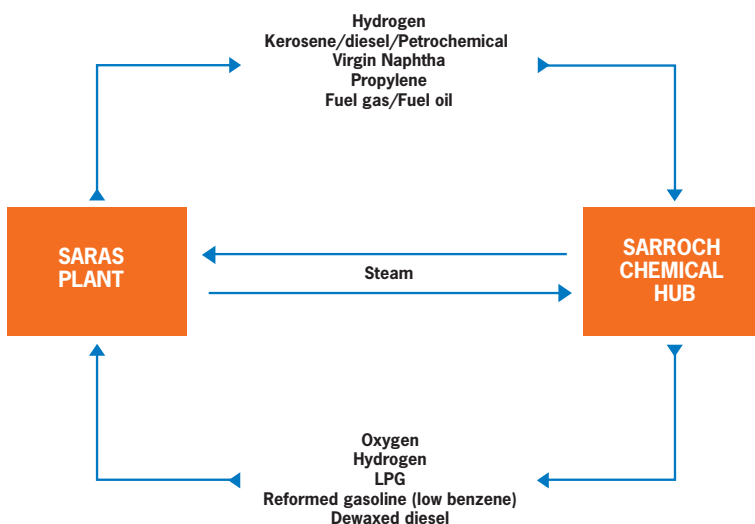 Hydrogen
Kerosene/diesel/Petrochemical
Virgin Naphtha
Propylene
Fuel gas/Fuel oil
SARAS
PLANT
Steam
SARROCH
CHEMICAL
HUB
Oxygen
Hydrogen
LPG
Reformed gasoline (low benzene)
Dewaxed diesel